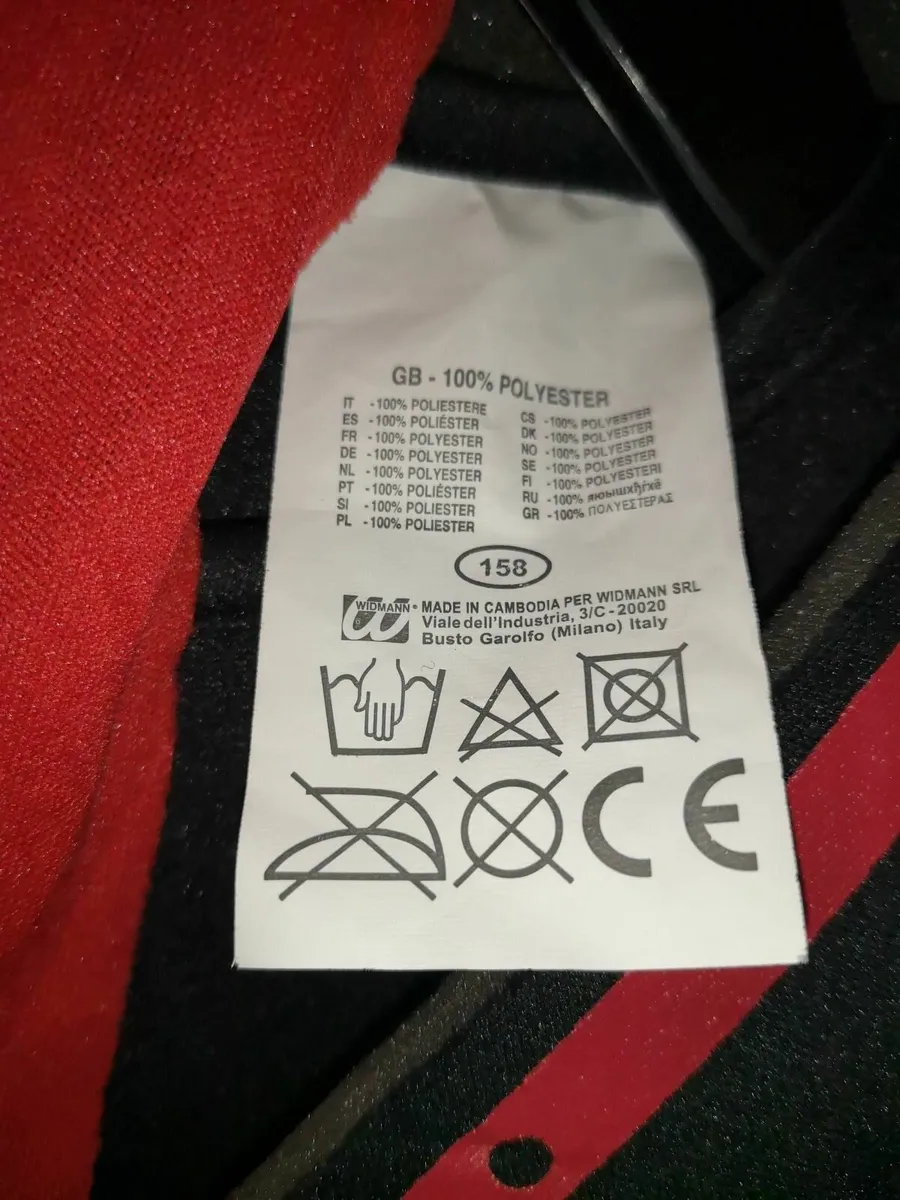 GB - 100% POLYESTER
IT - 100% POLIESTERE
ES - 100% POLIÉSTER
FR - 100% POLYESTER
DE - 100% POLYESTER
NL - 100% POLYESTER
PT - 100% POLIÉSTER
SI - 100% POLIESTER
PL - 100% POLIESTER
CS - 100% POLYESTER
DK - 100% POLYESTER
NO - 100% POLYESTER
SE - 100% POLYESTER
FI - 100% POLYESTERI
RU - 100%
GR - 100% ΠΟΛΥΕΣΤΕΡΑΣ
158
WIDMANN® MADE IN CAMBODIA PER WIDMANN SRL
Viale dell'Industria, 3/C - 20020
Busto Garolfo (Milano) Italy
CE